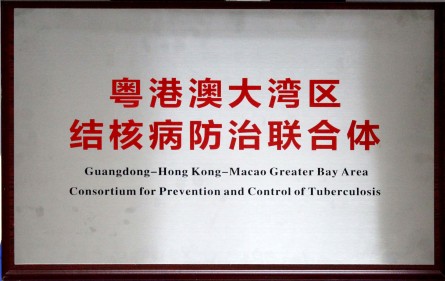 粤港澳大湾区
结核病防治联合体
Guangdong-Hong Kong-Macao Greater Bay Area
Consortium for Prevention and Control of Tuberculosis